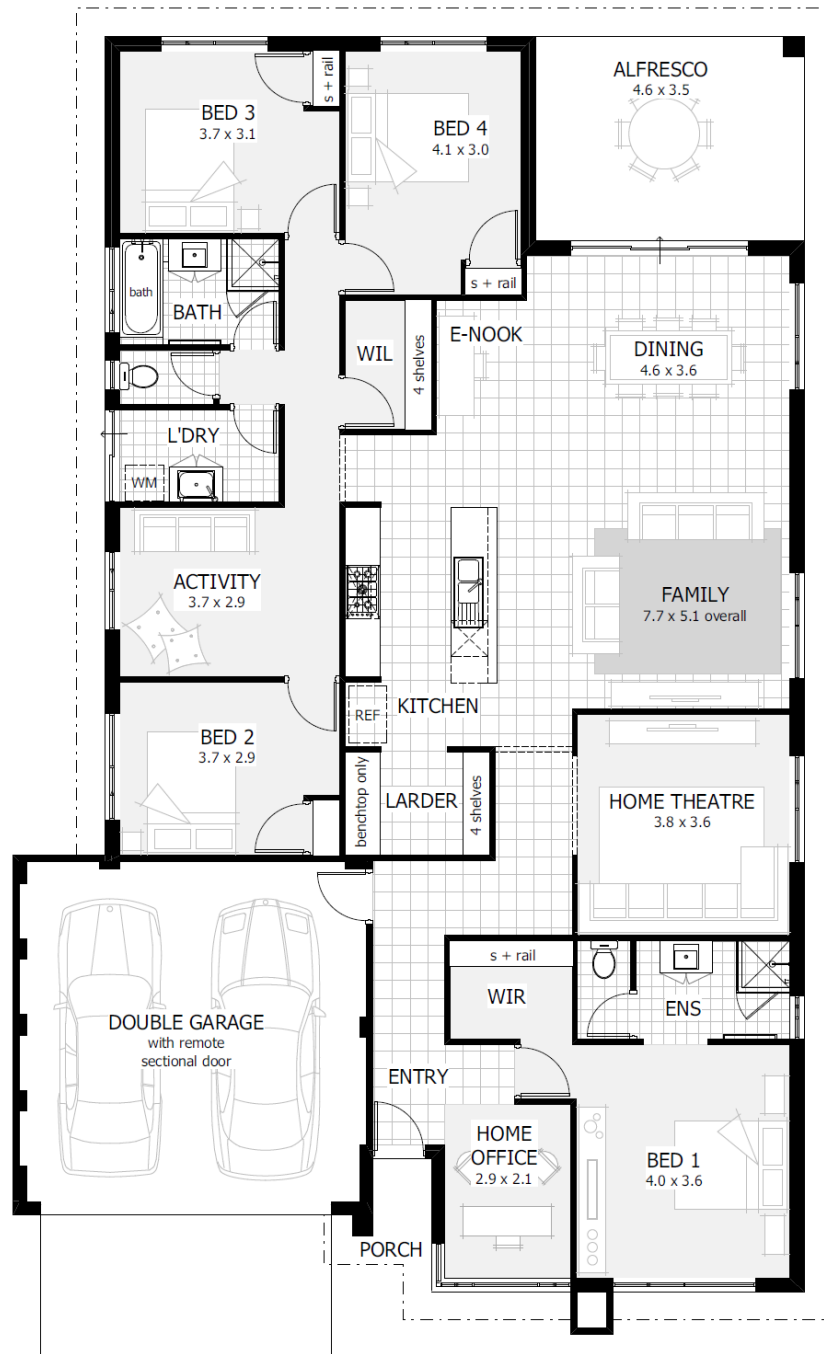 ALFRESCO
4.6 x 3.5
s + rail
BED 3
3.7 x 3.1
BED 4
4.1 x 3.0
s + rail
bath
BATH
E-NOOK
WIL
4 shelves
DINING
4.6 x 3.6
L'DRY
WM
ACTIVITY
3.7 x 2.9
FAMILY
7.7 x 5.1 overall
KITCHEN
REF
BED 2
3.7 x 2.9
benchtop only
LARDER
4 shelves
HOME THEATRE
3.8 x 3.6
s + rail
WIR
ENS
DOUBLE GARAGE
with remote
sectional door
ENTRY
HOME
OFFICE
2.9 x 2.1
BED 1
4.0 x 3.6
PORCH